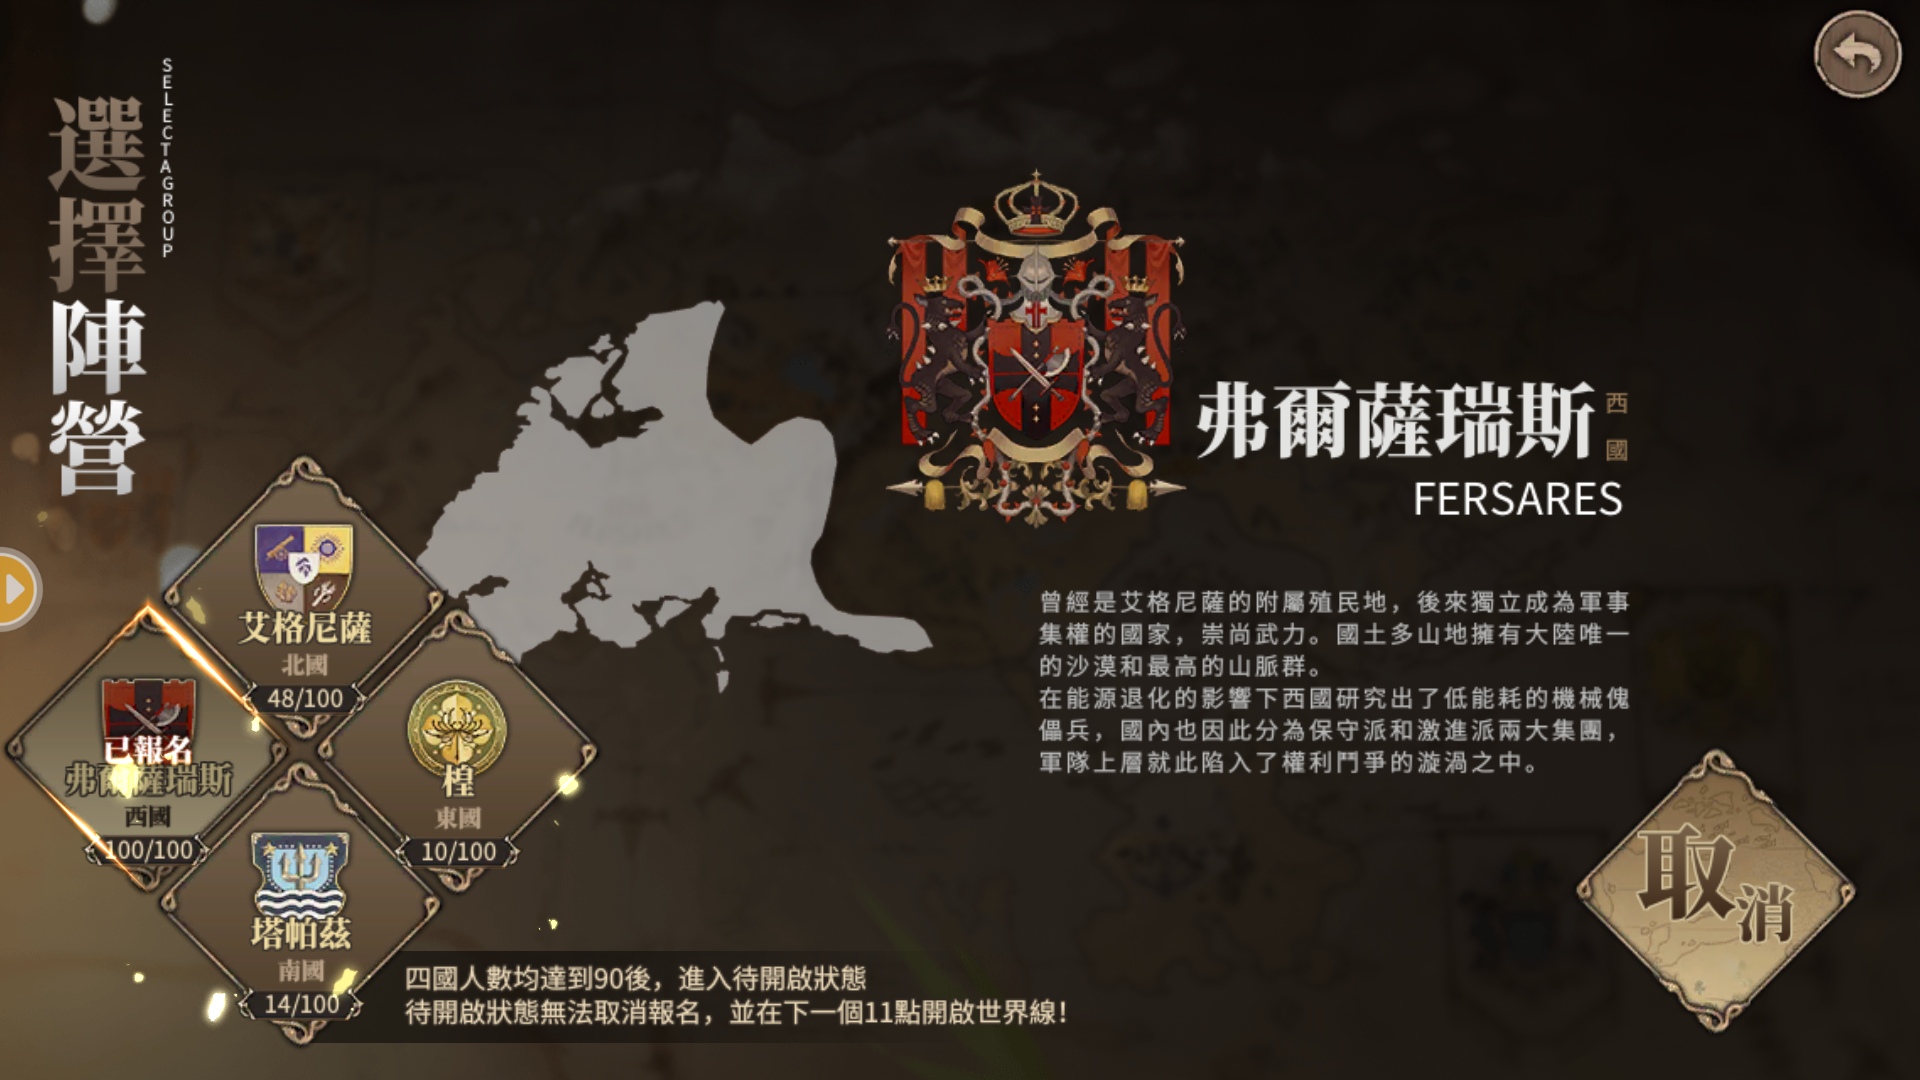 選擇陣營
SELECTAGROUP
弗爾薩瑞斯
西國
FERSARES
曾經是艾格尼薩的附屬殖民地，後來獨立成為軍事
集權的國家，崇尚武力。國土多山地擁有大陸唯一
的沙漠和最高的山脈群。
在能源退化的影響下西國研究出了低能耗的機械傀
儡兵，國內也因此分為保守派和激進派兩大集團，
軍隊上層就此陷入了權利鬥爭的漩渦之中。
艾格尼薩
北國
48/100
已報名
弗爾薩瑞斯
西國
100/100
楻
東國
10/100
塔帕茲
南國
14/100
四國人數均達到90後，進入待開啟狀態
待開啟狀態無法取消報名，並在下一個11點開啟世界線！
取消